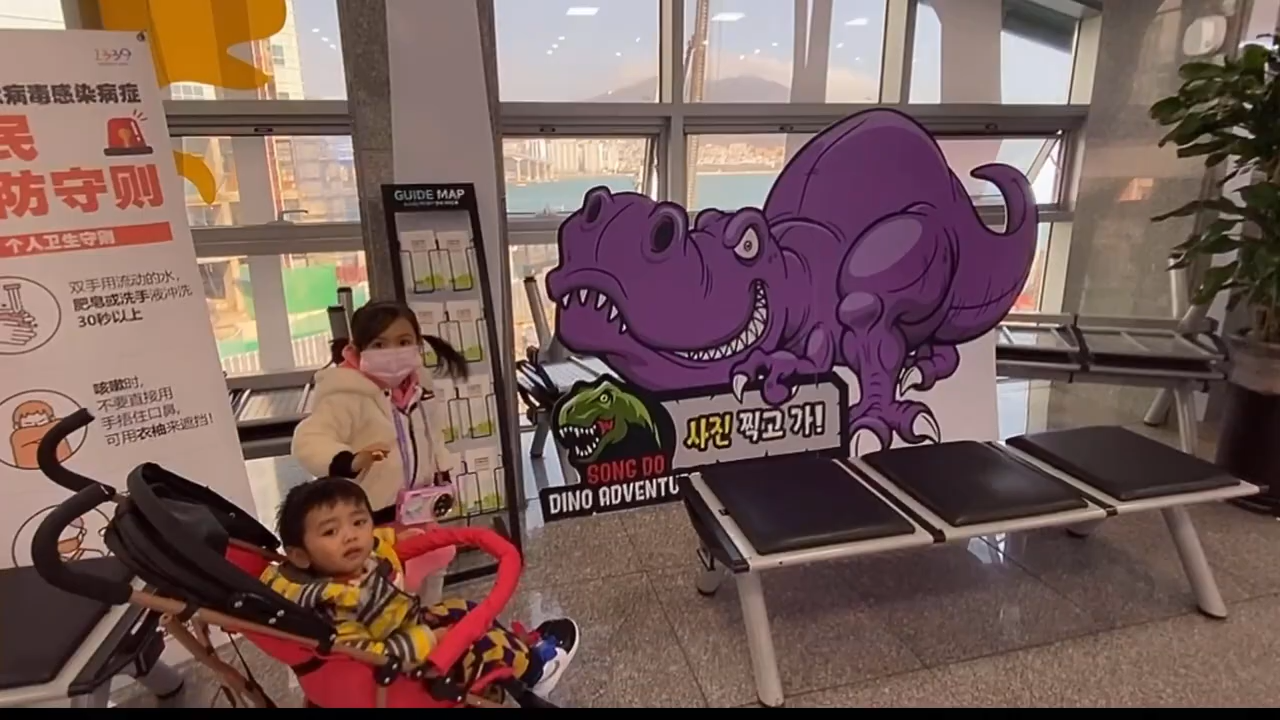 1339
病毒感染病症
民
防守则
个人卫生守则
双手用流动的水,
肥皂或洗手液冲洗
30秒以上
咳嗽时,
不要直接用
手捂住口鼻,
可用衣袖来遮挡!
GUIDE MAP
사진 찍고 가!
SONG DO
DINO ADVENTU